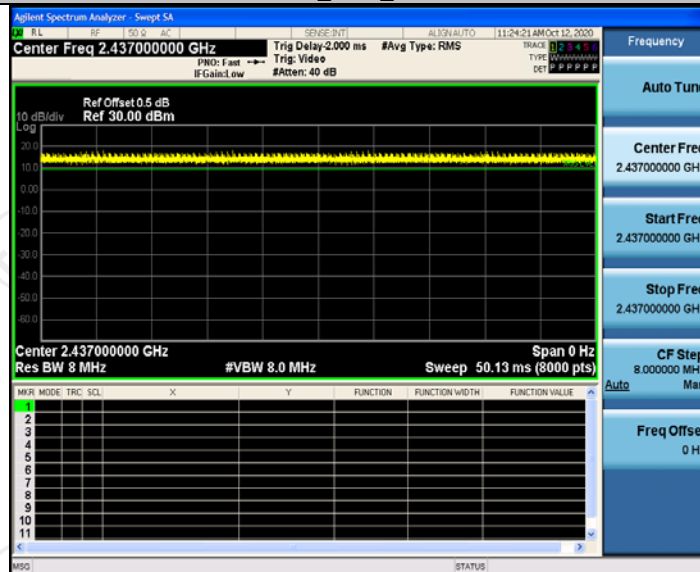 Agilent Spectrum Analyzer - Swept SA
RL RF 50 Ω AC SENSE:INT ALIGNAUTO 11:24:21 AM Oct 12, 2020
Center Freq 2.437000000 GHz
PNO: Fast
IFGain:Low
Trig Delay-2.000 ms
Trig: Video
#Atten: 40 dB
#Avg Type: RMS
TRACE 1 2 3 4 5 6
TYPE
DET P P P P P P
Ref Offset 0.5 dB
10 dB/div Ref 30.00 dBm
Log
20.0
10.0
0.00
-10.0
-20.0
-30.0
-40.0
-50.0
-60.0
Center 2.437000000 GHz Span 0 Hz
Res BW 8 MHz #VBW 8.0 MHz Sweep 50.13 ms (8000 pts)
MKR MODE TRC SCL X Y FUNCTION FUNCTION WIDTH FUNCTION VALUE
1
2
3
4
5
6
7
8
9
10
11
MSG STATUS
Frequency
Auto Tun
Center Fre
2.437000000 GH
Start Fre
2.437000000 GH
Stop Fre
2.437000000 GH
CF Step
8.000000 MH
Auto Ma
Freq Offse
0 H